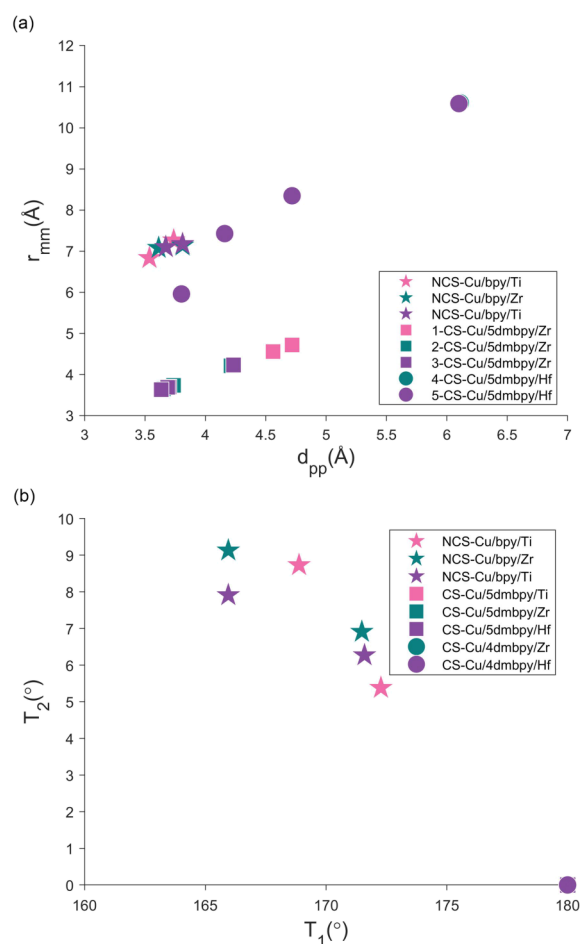 (a)
12
11
10
9
8
7
6
5
4
3
r_mm(Å)
NCS-Cu/bpy/Ti
NCS-Cu/bpy/Zr
NCS-Cu/bpy/Ti
1-CS-Cu/5dmbpy/Zr
2-CS-Cu/5dmbpy/Zr
3-CS-Cu/5dmbpy/Zr
4-CS-Cu/5dmbpy/Hf
5-CS-Cu/5dmbpy/Hf
3 3.5 4 4.5 5 5.5 6 6.5 7
d_pp(Å)
(b)
10
9
8
7
6
5
4
3
2
1
0
T_2(°)
NCS-Cu/bpy/Ti
NCS-Cu/bpy/Zr
NCS-Cu/bpy/Ti
CS-Cu/5dmbpy/Ti
CS-Cu/5dmbpy/Zr
CS-Cu/5dmbpy/Hf
CS-Cu/4dmbpy/Zr
CS-Cu/4dmbpy/Hf
160 165 170 175 180
T_1(°)